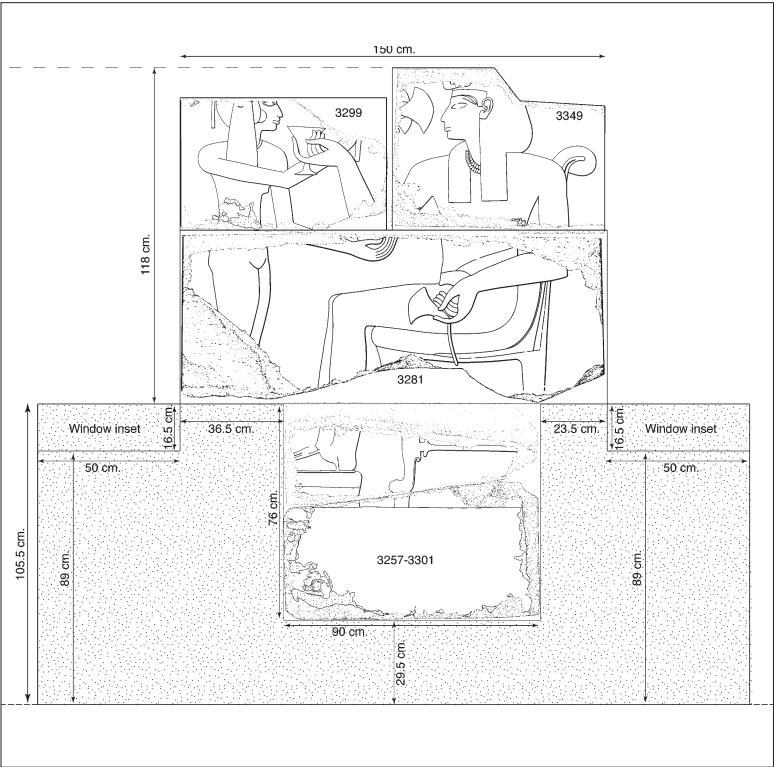 150 cm.
3299
3349
118 cm.
3281
Window inset
16.5 cm.
36.5 cm.
23.5 cm.
16.5 cm.
Window inset
50 cm.
50 cm.
76 cm.
105.5 cm.
89 cm.
3257-3301
89 cm.
90 cm.
29.5 cm.